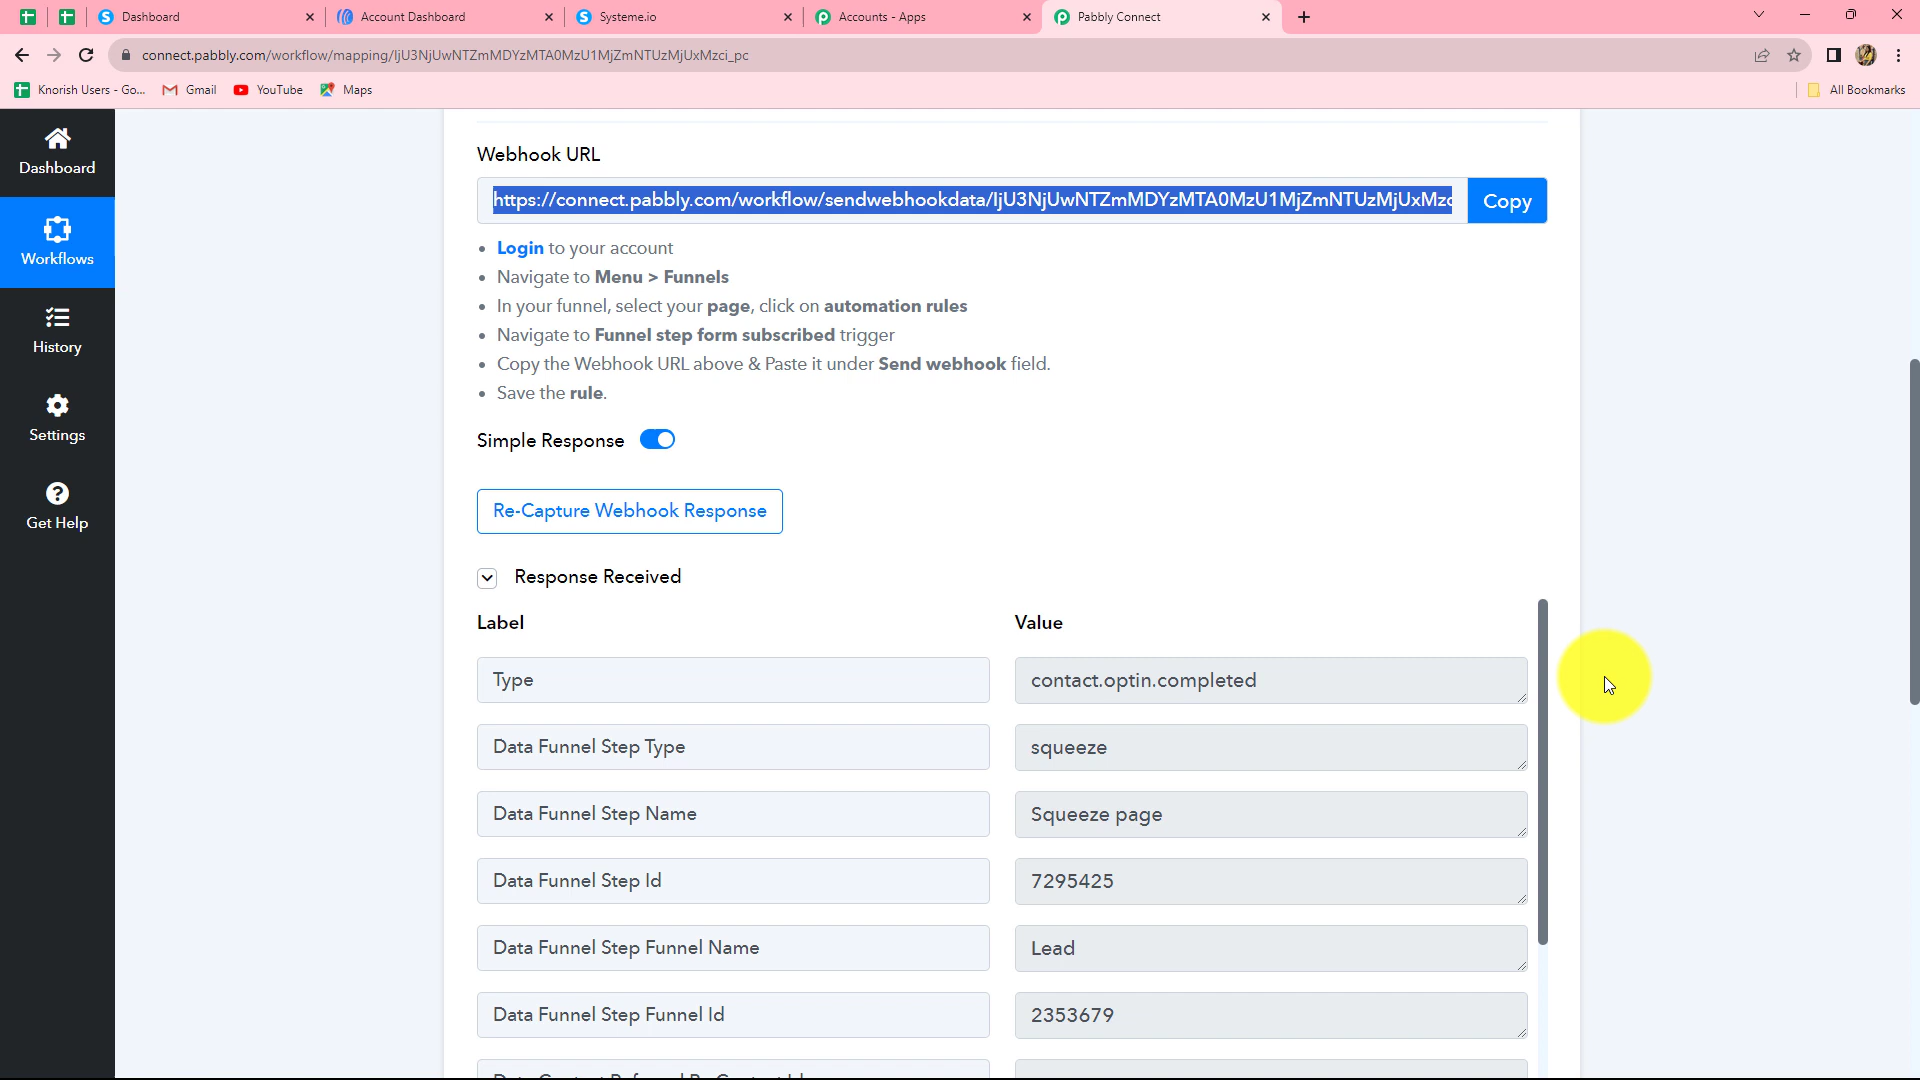 Dashboard
Account Dashboard
Systeme.io
Accounts - Apps
Pabbly Connect
connect.pabbly.com/workflow/mapping/IjU3NjUwNTZmMDYzMTA0MzU1MjZmNTUzMjUxMzci_pc
Knorish Users - Go...
Gmail
YouTube
Maps
All Bookmarks
Dashboard
Workflows
History
Settings
Get Help
Webhook URL
https://connect.pabbly.com/workflow/sendwebhookdata/IjU3NjUwNTZmMDYzMTA0MzU1MjZmNTUzMjUxMzc
Copy
Login to your account
Navigate to Menu > Funnels
In your funnel, select your page, click on automation rules
Navigate to Funnel step form subscribed trigger
Copy the Webhook URL above & Paste it under Send webhook field.
Save the rule.
Simple Response
Re-Capture Webhook Response
Response Received
Label Value
Type contact.optin.completed
Data Funnel Step Type squeeze
Data Funnel Step Name Squeeze page
Data Funnel Step Id 7295425
Data Funnel Step Funnel Name Lead
Data Funnel Step Funnel Id 2353679